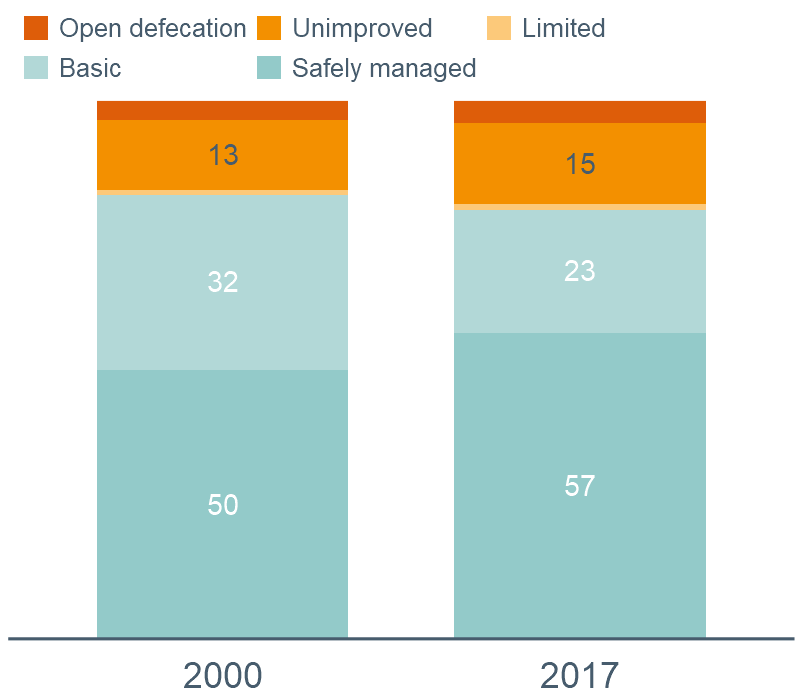 Open defecation Unimproved Limited
Basic Safely managed
13 15
32 23
50 57
2000 2017